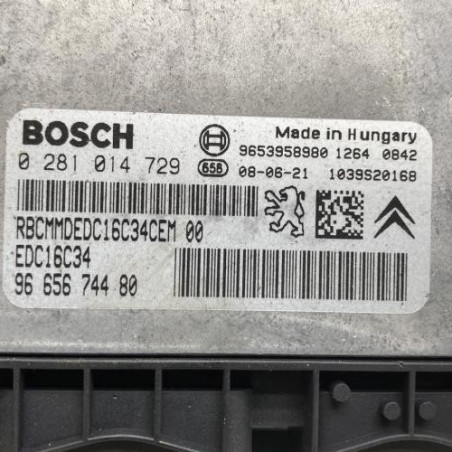 BOSCH
Made in Hungary
0 281 014 729
9653958980 1264 0842
658
08-06-21 1039S20168
RBCMMDEDC16C34CEM 00
EDC16C34
96 656 744 80